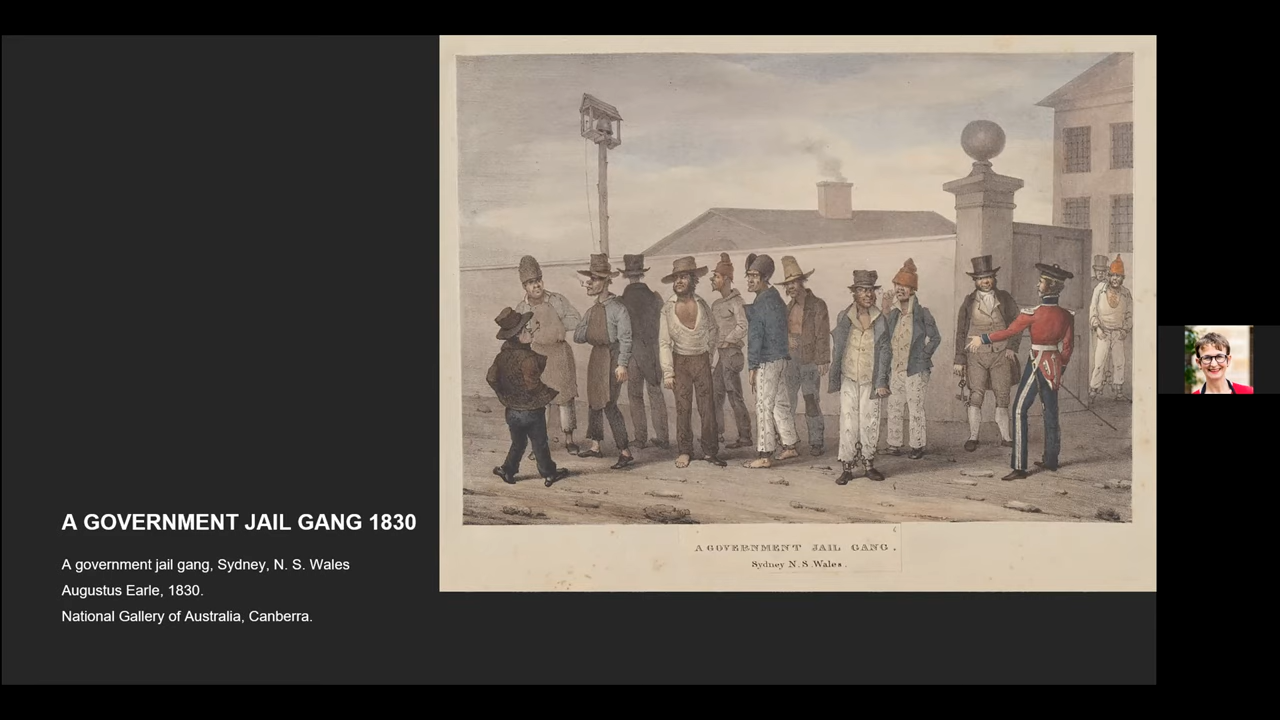 A GOVERNMENT JAIL GANG 1830
A government jail gang, Sydney, N. S. Wales
Augustus Earle, 1830.
National Gallery of Australia, Canberra.
A GOVERNMENT JAIL GANG.
Sydney N.S.Wales.